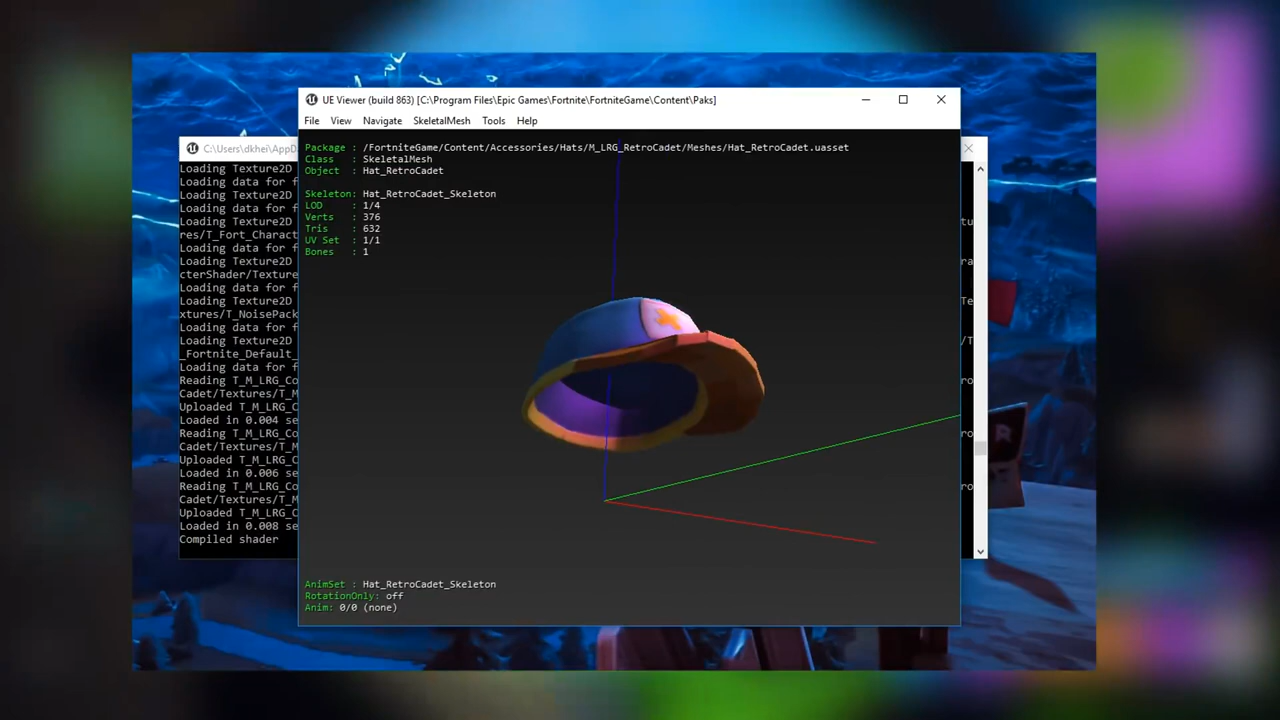 UE Viewer (build 863) [C:\Program Files\Epic Games\Fortnite\FortniteGame\Content\Paks]
File View Navigate SkeletalMesh Tools Help
Package : /FortniteGame/Content/Accessories/Hats/M_LRG_RetroCadet/Meshes/Hat_RetroCadet.uasset
Class : SkeletalMesh
Object : Hat_RetroCadet
Skeleton: Hat_RetroCadet_Skeleton
LOD : 1/4
Verts : 376
Tris : 632
UV Set : 1/1
Bones : 1
AnimSet : Hat_RetroCadet_Skeleton
RotationOnly: off
Anim: 0/0 (none)
C:\Users\dkhei\AppDa
Loading Texture2D
Loading data for f
Loading Texture2D
Loading data for f
Loading Texture2D
res/T_Fort_Charact
Loading data for f
Loading Texture2D
cterShader/Texture
Loading data for f
Loading Texture2D
xtures/T_NoisePack
Loading data for f
Loading Texture2D
_Fortnite_Default_
Loading data for f
Reading T_M_LRG_Co
Cadet/Textures/T_M
Uploaded T_M_LRG_C
Loaded in 0.004 se
Reading T_M_LRG_Co
Cadet/Textures/T_M
Uploaded T_M_LRG_C
Loaded in 0.006 se
Reading T_M_LRG_Co
Cadet/Textures/T_M
Uploaded T_M_LRG_C
Loaded in 0.008 se
Compiled shader